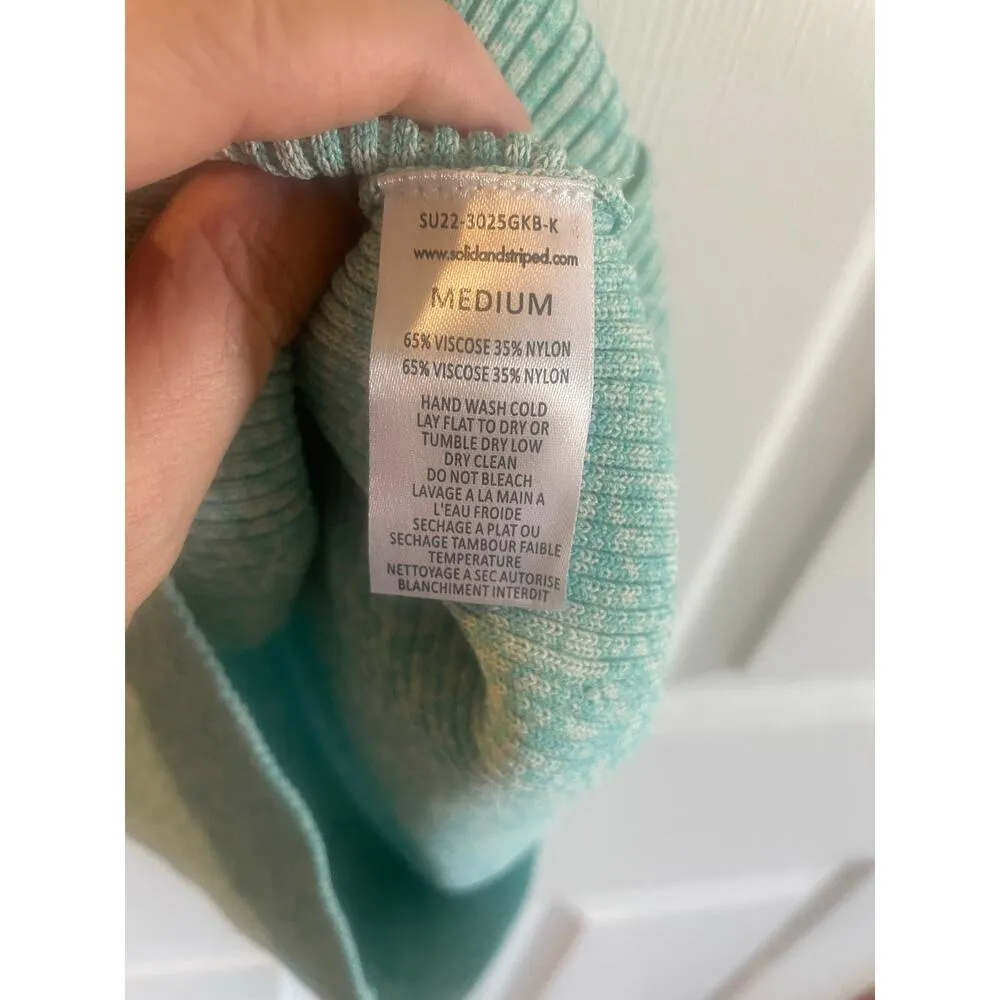 SU22-3025GKB-K
www.solidandstriped.com
MEDIUM
65% VISCOSE 35% NYLON
65% VISCOSE 35% NYLON
HAND WASH COLD
LAY FLAT TO DRY OR
TUMBLE DRY LOW
DRY CLEAN
DO NOT BLEACH
LAVAGE A LA MAIN A
L'EAU FROIDE
SECHAGE A PLAT OU
SECHAGE TAMBOUR FAIBLE
TEMPERATURE
NETTOYAGE À SEC AUTORISE
BLANCHIMENT INTERDIT